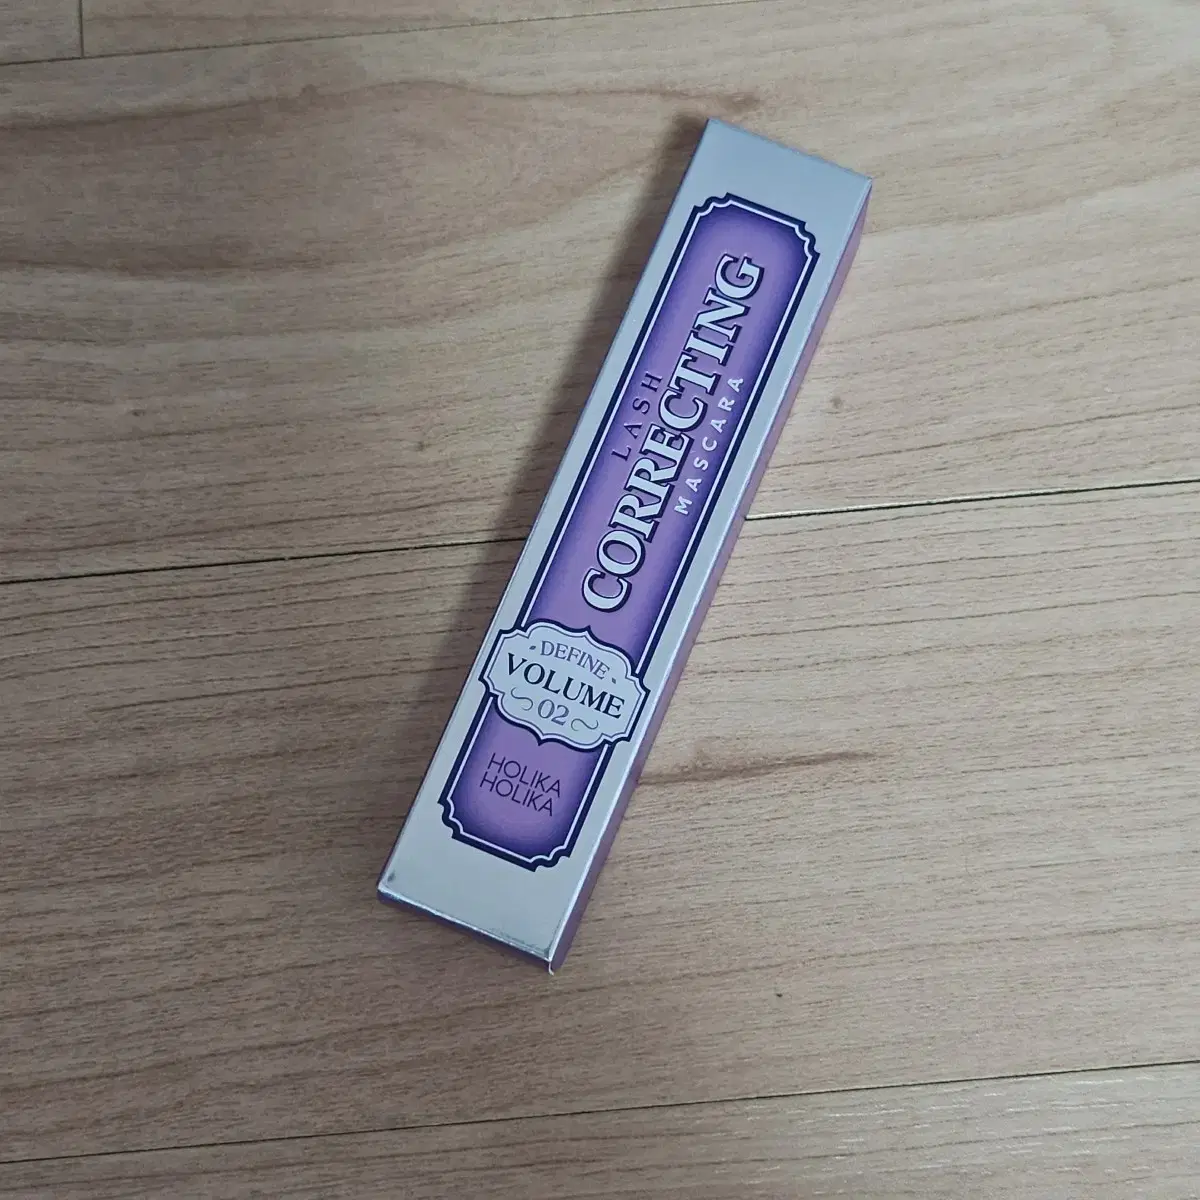 LASH
CORRECTING
MASCARA
DEFINE
VOLUME
02
HOLIKA
HOLIKA